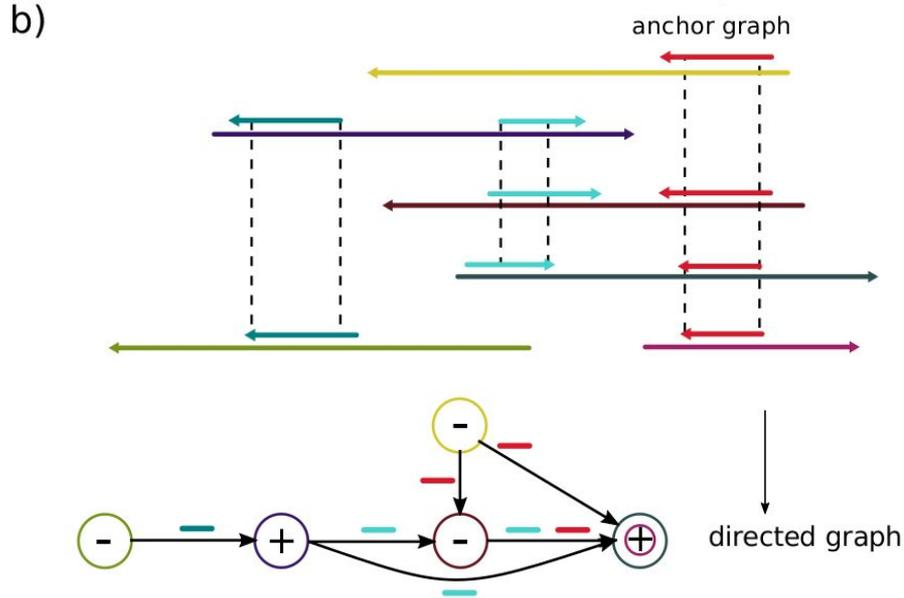 b)
anchor graph
-
- + - +
directed graph